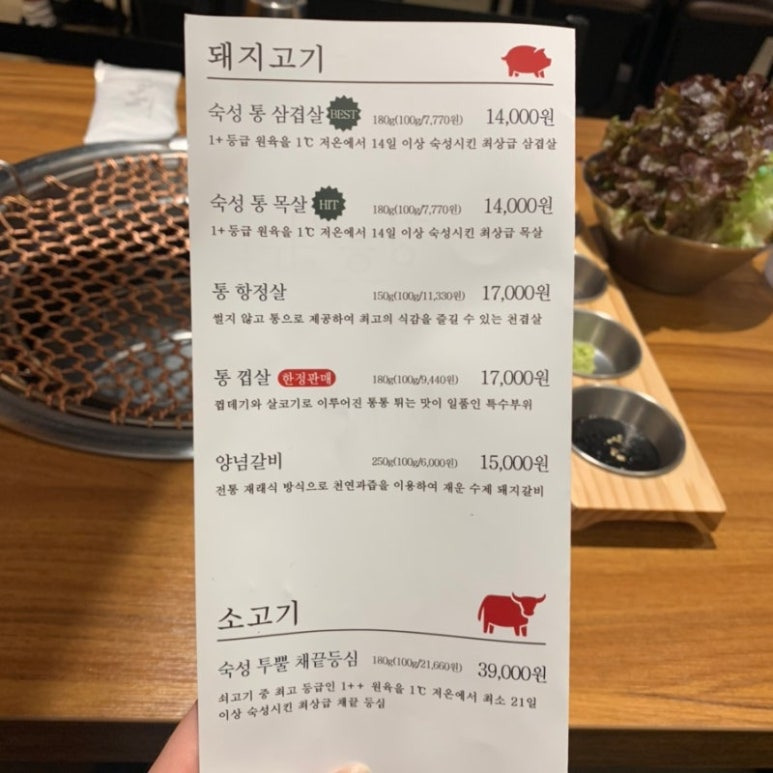 돼지고기
숙성 통 삼겹살 BEST 180g(100g/7,770원) 14,000원
1+등급 원육을 1℃ 저온에서 14일 이상 숙성시킨 최상급 삼겹살
숙성 통 목살 HIT 180g(100g/7,770원) 14,000원
1+등급 원육을 1℃ 저온에서 14일 이상 숙성시킨 최상급 목살
통 항정살 150g(100g/11,330원) 17,000원
썰지 않고 통으로 제공하여 최고의 식감을 즐길 수 있는 천겹살
통 껍살 한정판매 180g(100g/9,440원) 17,000원
껍데기와 살코기로 이루어진 통통 튀는 맛이 일품인 특수부위
양념갈비 250g(100g/6,000원) 15,000원
전통 재래식 방식으로 천연과즙을 이용하여 재운 수제 돼지갈비
소고기
숙성 투뿔 채끝등심 180g(100g/21,660원) 39,000원
쇠고기 중 최고 등급인 1++ 원육을 1℃ 저온에서 최소 21일
이상 숙성시킨 최상급 채끝 등심